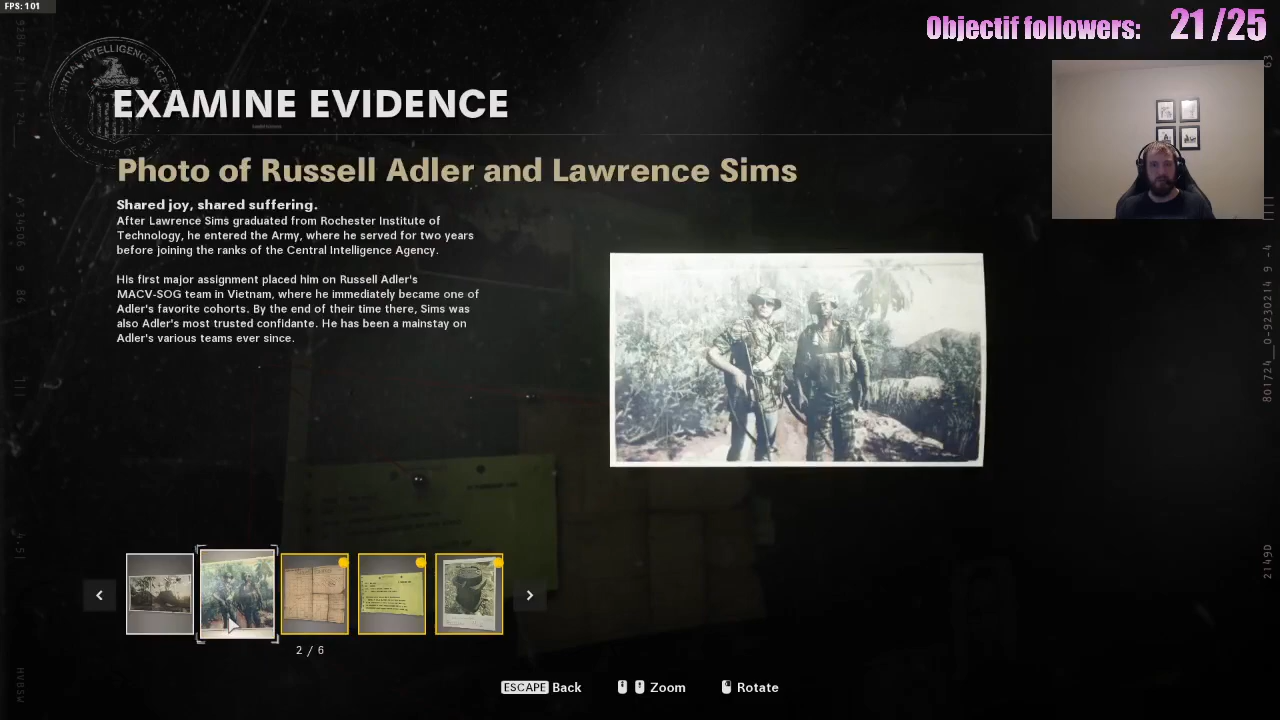 FPS: 101
Objectif followers: 21 /25
EXAMINE EVIDENCE
Photo of Russell Adler and Lawrence Sims
Shared joy, shared suffering.
After Lawrence Sims graduated from Rochester Institute of
Technology, he entered the Army, where he served for two years
before joining the ranks of the Central Intelligence Agency.
His first major assignment placed him on Russell Adler's
MACV-SOG team in Vietnam, where he immediately became one of
Adler's favorite cohorts. By the end of their time there, Sims was
also Adler's most trusted confidante. He has been a mainstay on
Adler's various teams ever since.
2 / 6
ESCAPE Back
Zoom
Rotate
2149D